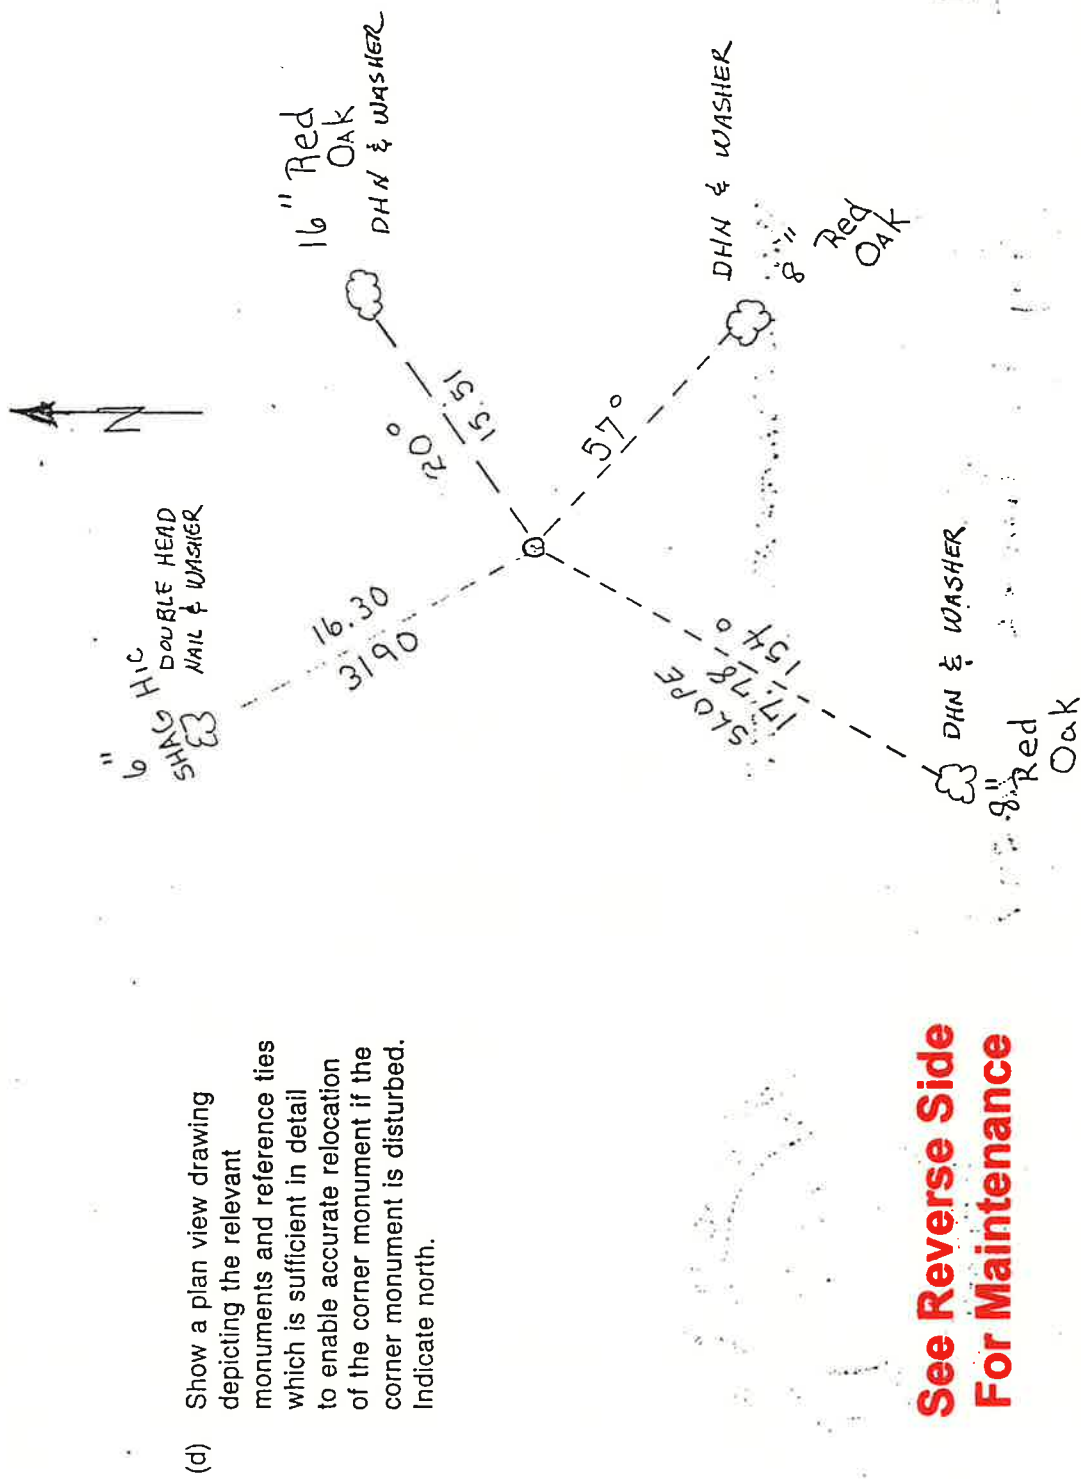 (d) Show a plan view drawing
depicting the relevant
monuments and reference ties
which is sufficient in detail
to enable accurate relocation
of the corner monument if the
corner monument is disturbed.
Indicate north.
N
6"
SHAG HIC
DOUBLE HEAD
NAIL & WASHER
16.30
3190
16" Red
Oak
DHN & WASHER
20°
15.51
57°
DHN & WASHER
8"
Red
Oak
SLOPE
17.78
154°
DHN & WASHER
8" Red
Oak
See Reverse Side
For Maintenance